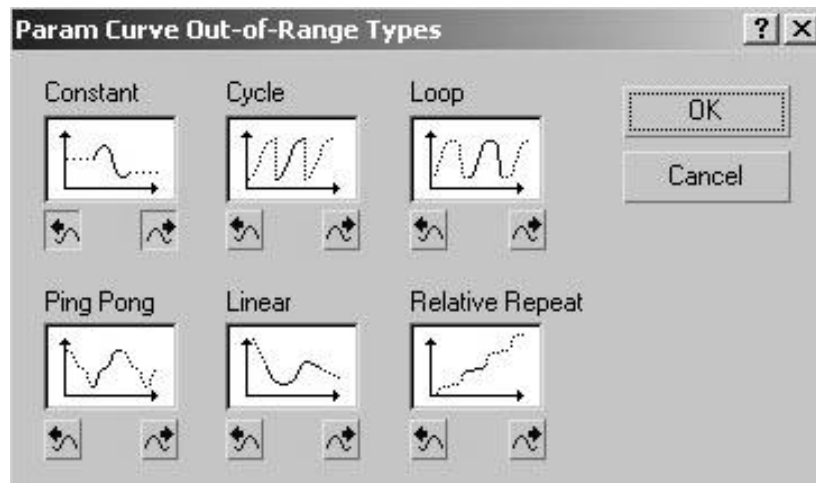 Param Curve Out-of-Range Types
Constant Cycle Loop
OK
Cancel
Ping Pong Linear Relative Repeat